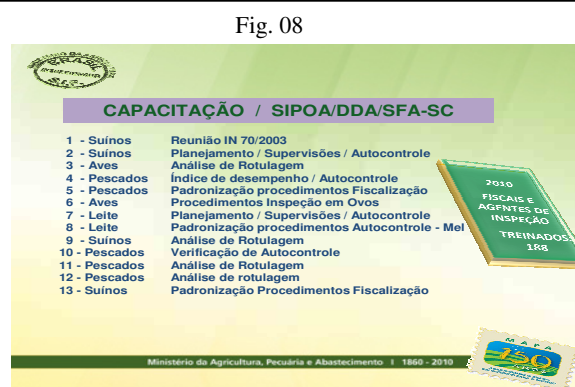 Fig. 08
BRASIL
INSPECIONADO
S.I.F.
CAPACITAÇÃO / SIPOA/DDA/SFA-SC
1 - Suínos Reunião IN 70/2003
2 - Suínos Planejamento / Supervisões / Autocontrole
3 - Aves Análise de Rotulagem
4 - Pescados Índice de desempenho / Autocontrole
5 - Pescados Padronização procedimentos Fiscalização
6 - Aves Procedimentos Inspeção em Ovos
7 - Leite Planejamento / Supervisões / Autocontrole
8 - Leite Padronização procedimentos Autocontrole - Mel
9 - Suínos Análise de Rotulagem
10 - Pescados Verificação de Autocontrole
11 - Pescados Análise de Rotulagem
12 - Pescados Análise de rotulagem
13 - Suínos Padronização Procedimentos Fiscalização
2010
FISCAIS E
AGENTES DE
INSPEÇÃO
TREINADOS:
188
MAPA
150
Ministério da Agricultura, Pecuária e Abastecimento I 1860 - 2010